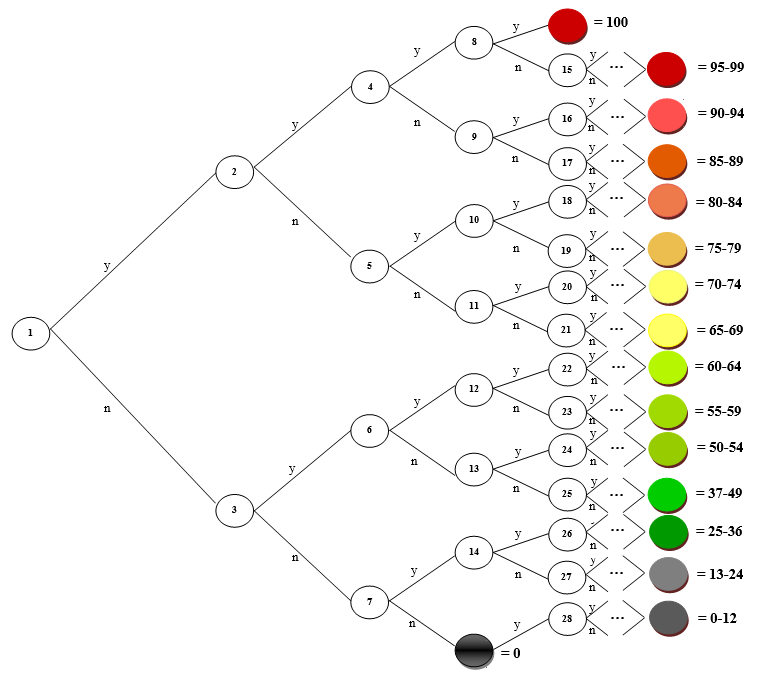 y
8
= 100
y
n
15
y
n
...
= 95-99
4
n
9
y
16
y
n
...
= 90-94
y
n
17
y
n
...
= 85-89
2
y
18
y
n
...
= 80-84
n
y
10
n
19
y
n
...
= 75-79
y
5
n
11
y
20
y
n
...
= 70-74
n
21
y
n
...
= 65-69
1
y
22
y
n
...
= 60-64
n
y
12
n
23
y
n
...
= 55-59
6
n
13
y
24
y
n
...
= 50-54
y
n
25
y
n
...
= 37-49
3
y
26
n
...
= 25-36
n
y
14
n
27
y
n
...
= 13-24
7
n
y
28
y
n
...
= 0-12
= 0